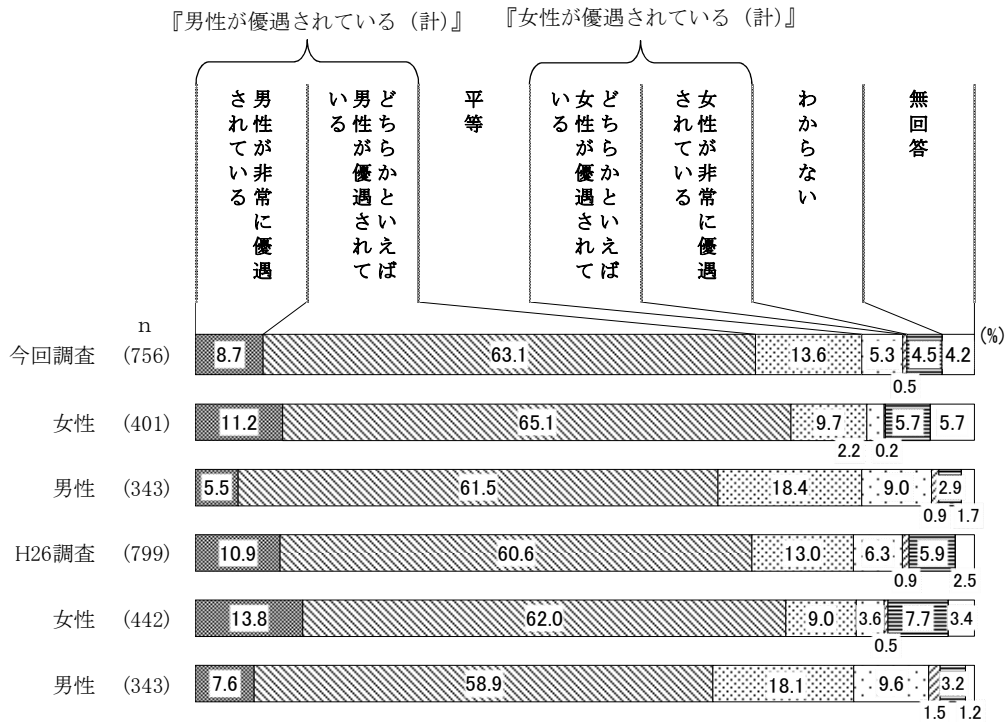 『男性が優遇されている（計）』 『女性が優遇されている（計）』
男性が非常に優遇
されている
どちらかといえば
男性が優遇されて
いる
平等
どちらかといえば
女性が優遇されて
いる
女性が非常に優遇
されている
わからない
無回答
n
(%)
今回調査 (756) 8.7 63.1 13.6 5.3 4.5 4.2
0.5
女性 (401) 11.2 65.1 9.7 5.7 5.7
2.2 0.2
男性 (343) 5.5 61.5 18.4 9.0 2.9
0.9 1.7
H26調査 (799) 10.9 60.6 13.0 6.3 5.9
0.9 2.5
女性 (442) 13.8 62.0 9.0 3.6 7.7 3.4
0.5
男性 (343) 7.6 58.9 18.1 9.6 3.2
1.5 1.2